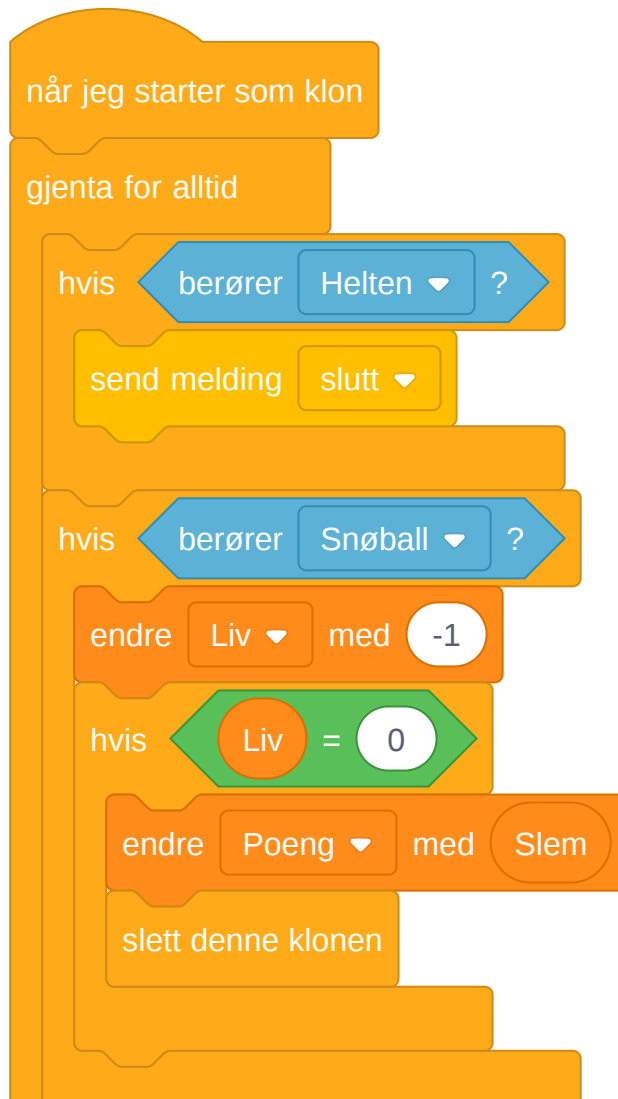 når jeg starter som klon
gjenta for alltid
hvis berører Helten ?
send melding slutt
hvis berører Snøball ?
endre Liv med -1
hvis Liv = 0
endre Poeng med Slem
slett denne klonen